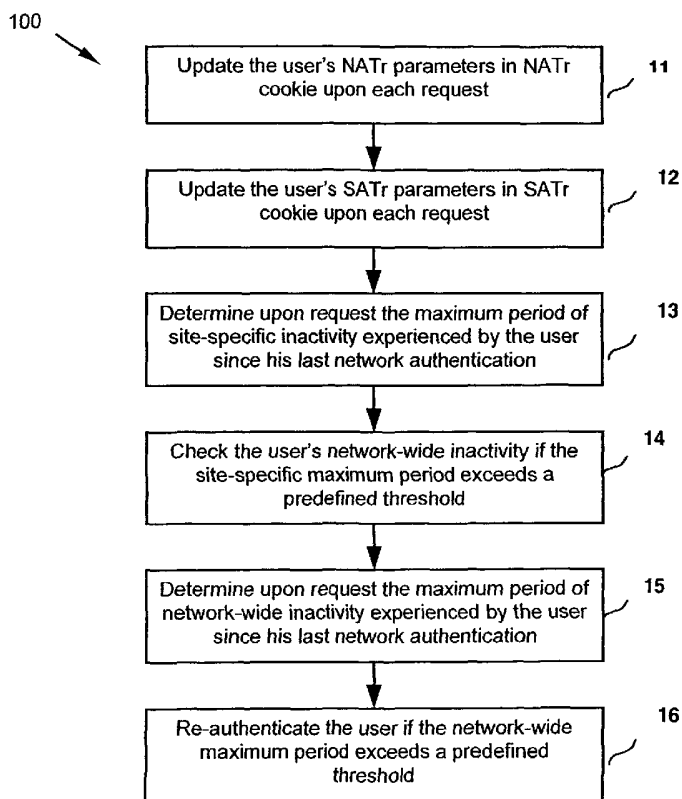 100
Update the user's NATr parameters in NATr
cookie upon each request
11
Update the user's SATr parameters in SATr
cookie upon each request
12
Determine upon request the maximum period of
site-specific inactivity experienced by the user
since his last network authentication
13
Check the user's network-wide inactivity if the
site-specific maximum period exceeds a
predefined threshold
14
Determine upon request the maximum period of
network-wide inactivity experienced by the user
since his last network authentication
15
Re-authenticate the user if the network-wide
maximum period exceeds a predefined
threshold
16